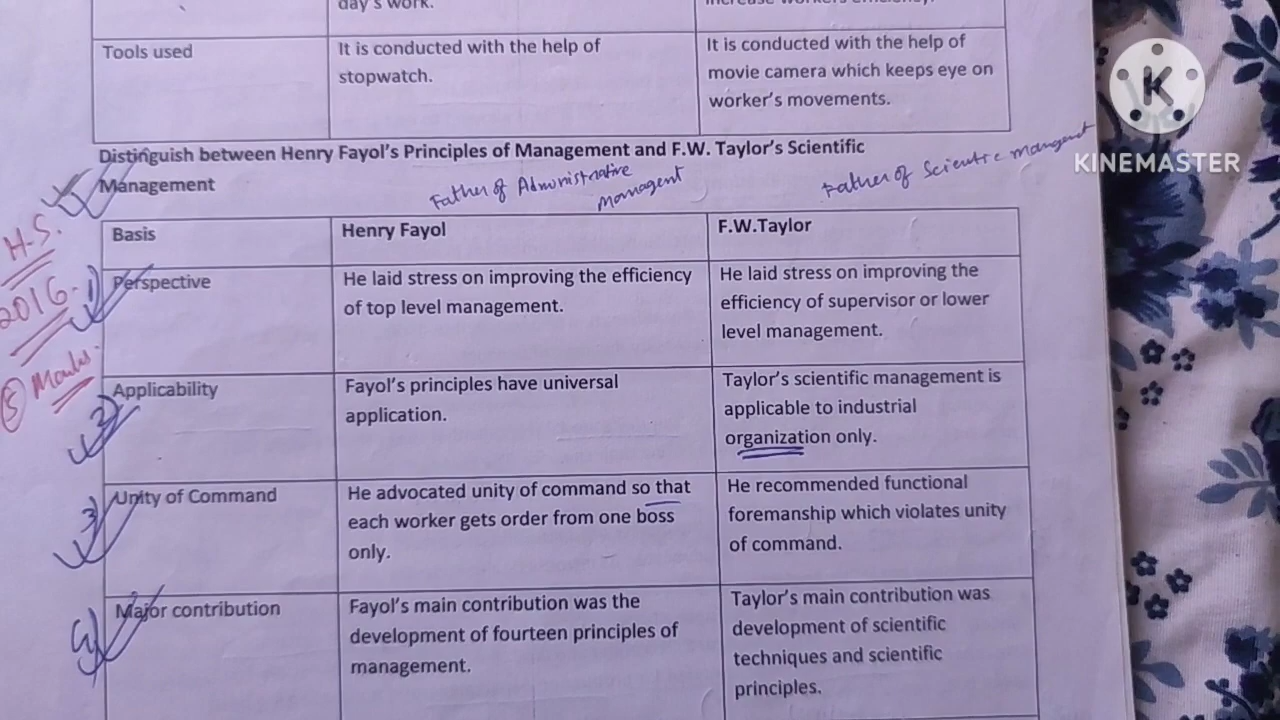 day's work.
increase workers efficiency.
Tools used
It is conducted with the help of
stopwatch.
It is conducted with the help of
movie camera which keeps eye on
worker's movements.
KINEMASTER
Distinguish between Henry Fayol's Principles of Management and F.W. Taylor's Scientific
Management
Father of Administrative
Managent
Father of Scientic
H.S.
2016.
5 Marks.
Basis
Henry Fayol
F.W.Taylor
1)
Perspective
He laid stress on improving the efficiency
of top level management.
He laid stress on improving the
efficiency of supervisor or lower
level management.
2)
Applicability
Fayol's principles have universal
application.
Taylor's scientific management is
applicable to industrial
organization only.
3)
Unity of Command
He advocated unity of command so that
each worker gets order from one boss
only.
He recommended functional
foremanship which violates unity
of command.
4)
Major contribution
Fayol's main contribution was the
development of fourteen principles of
management.
Taylor's main contribution was
development of scientific
techniques and scientific
principles.